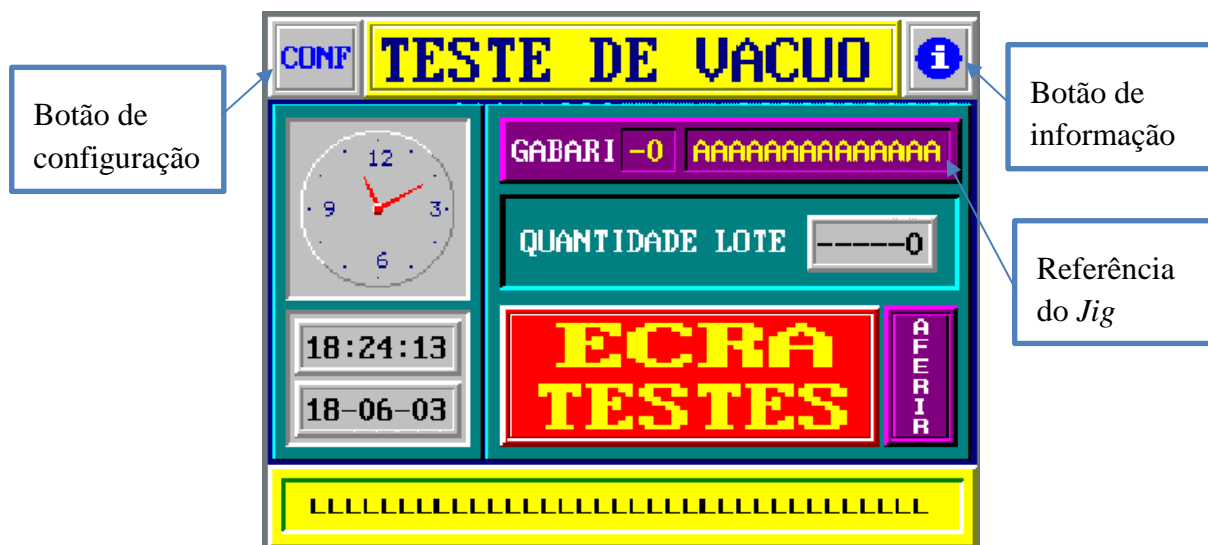 CONF TESTE DE VACUO i
Botão de
configuração
Botão de
informação
12
9 3
6
GABARI -0 AAAAAAAAAAAAAA
QUANTIDADE LOTE -----0
Referência
do Jig
18:24:13
18-06-03
ECRA
TESTES
AFERIR
LLLLLLLLLLLLLLLLLLLLLLLLLLLLLLLLLL